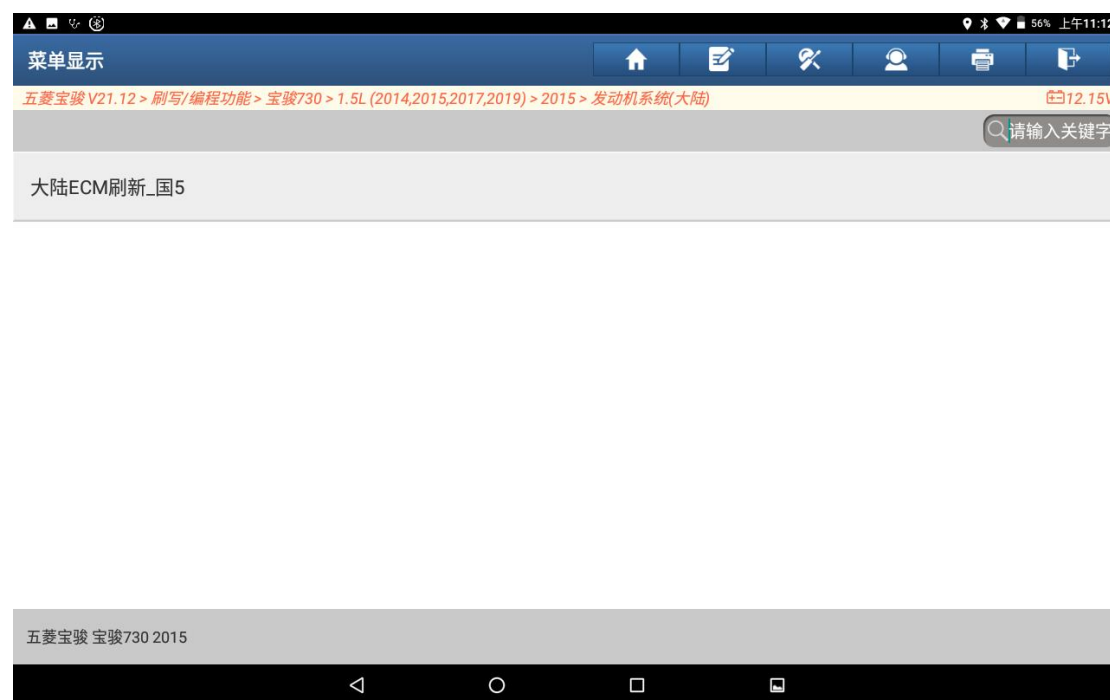 56% 上午11:12
菜单显示
五菱宝骏 V21.12 > 刷写/编程功能 > 宝骏730 > 1.5L (2014,2015,2017,2019) > 2015 > 发动机系统(大陆) 12.15V
请输入关键字
大陆ECM刷新_国5
五菱宝骏 宝骏730 2015